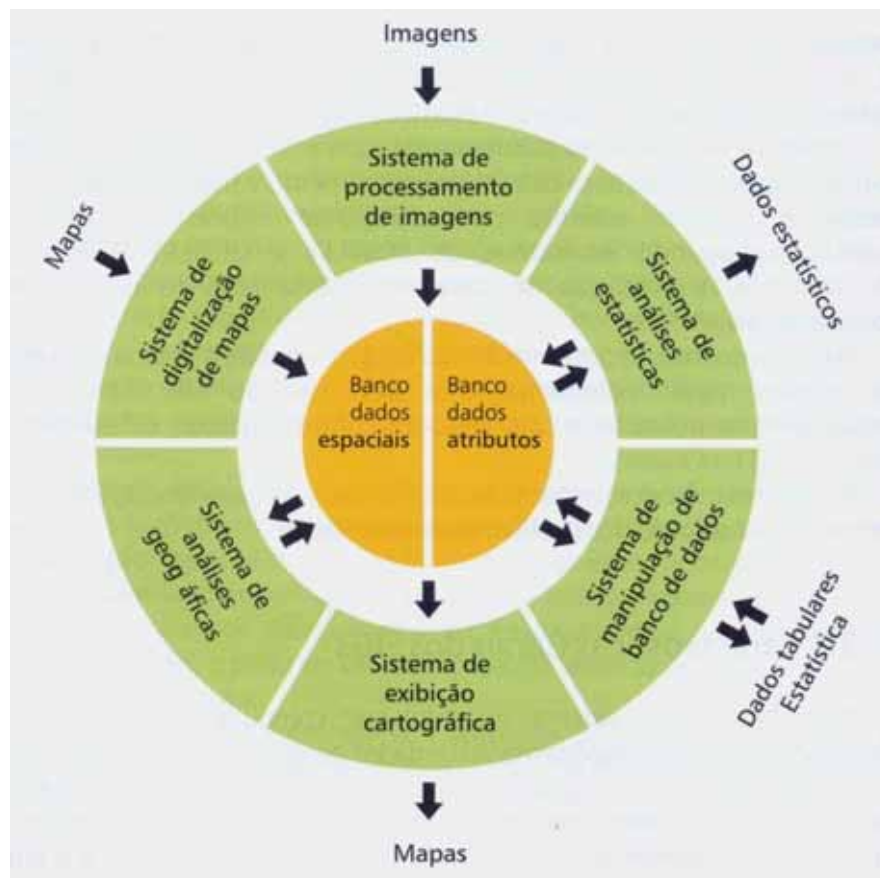 Imagens
Sistema de
processamento
de imagens
Mapas
Sistema de
digitalização
de mapas
Sistema de
análises
estatísticas
Dados estatísticos
Banco
dados
espaciais
Banco
dados
atributos
Sistema de
análises
geog áficas
Sistema de
manipulação de
banco de dados
Dados tabulares
Estatística
Sistema de
exibição
cartográfica
Mapas